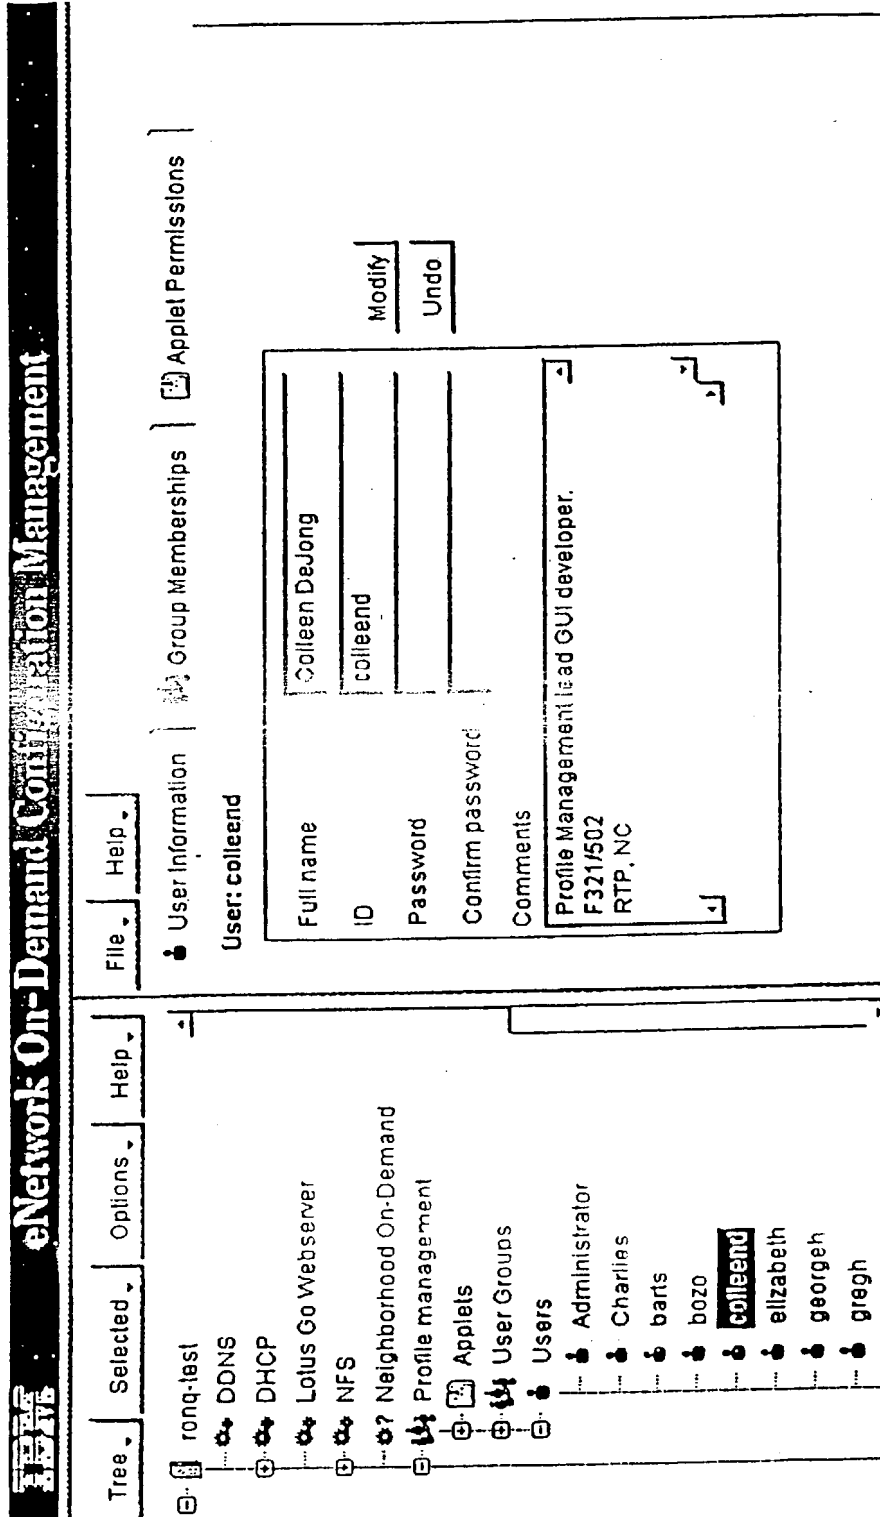 IBM eNetwork On-Demand Configuration Management
Tree Selected Options Help
ronq-test
DDNS
DHCP
Lotus Go Webserver
NFS
? Neighborhood On-Demand
Profile management
Applets
User Groups
Users
Administrator
Charlies
barts
bozo
colleend
elizabeth
georgeh
gregh
File Help
User Information Group Memberships Applet Permissions
User: colleend
Full name Colleen DeJong
ID colleend
Password
Confirm password
Modify
Undo
Comments
Profile Management lead GUI developer.
F321/502
RTP, NC